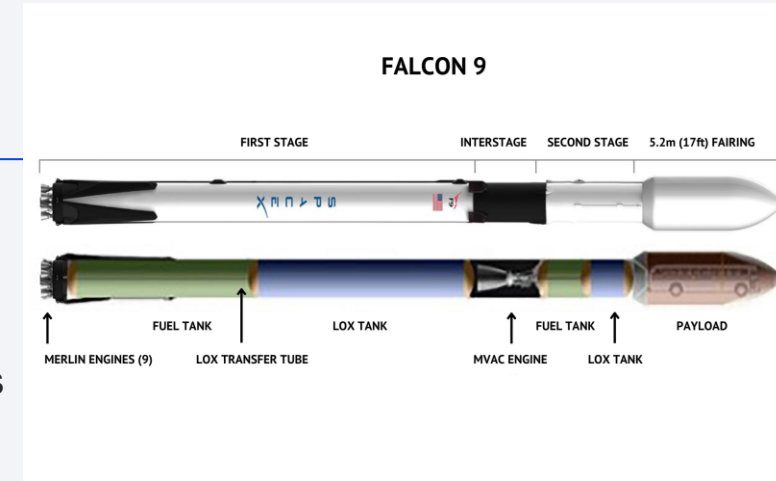 FALCON 9
FIRST STAGE INTERSTAGE SECOND STAGE 5.2m (17ft) FAIRING
SPACEX F9
FUEL TANK LOX TANK FUEL TANK PAYLOAD
MERLIN ENGINES (9) LOX TRANSFER TUBE MVAC ENGINE LOX TANK
s